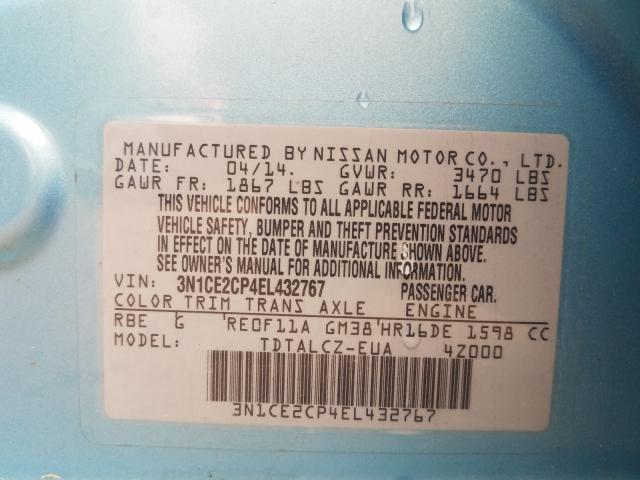 MANUFACTURED BY NISSAN MOTOR CO., LTD.
DATE: 04/14. GVWR: 3470 LBS
GAWR FR: 1867 LBS GAWR RR: 1664 LBS
THIS VEHICLE CONFORMS TO ALL APPLICABLE FEDERAL MOTOR
VEHICLE SAFETY, BUMPER AND THEFT PREVENTION STANDARDS
IN EFFECT ON THE DATE OF MANUFACTURE SHOWN ABOVE.
SEE OWNER'S MANUAL FOR ADDITIONAL INFORMATION.
VIN: 3N1CE2CP4EL432767 PASSENGER CAR.
COLOR TRIM TRANS AXLE ENGINE
RBE G 'RE0F11A GM38'HR16DE 1598 CC
MODEL: TDTALCZ-EUA 42000
3N1CE2CP4EL432767